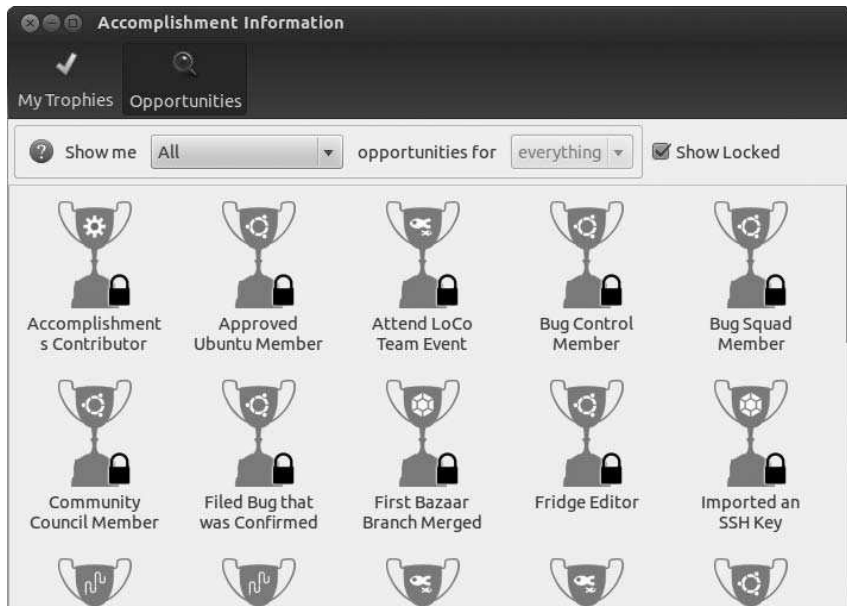 Accomplishment Information
My Trophies
Opportunities
? Show me All opportunities for everything Show Locked
Accomplishment
s Contributor
Approved
Ubuntu Member
Attend LoCo
Team Event
Bug Control
Member
Bug Squad
Member
Community
Council Member
Filed Bug that
was Confirmed
First Bazaar
Branch Merged
Fridge Editor
Imported an
SSH Key